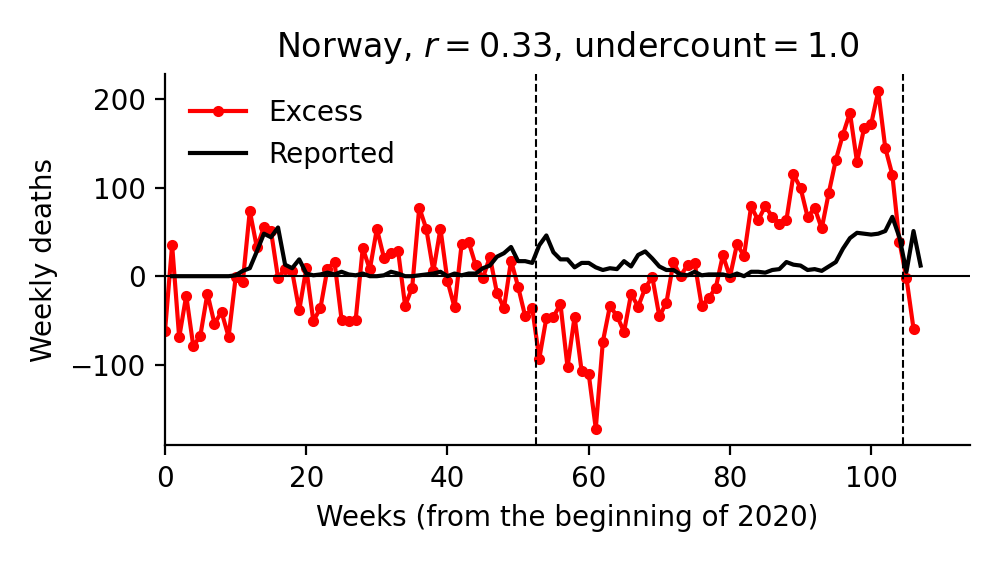 Norway, r = 0.33, undercount = 1.0
Excess
Reported
200
100
0
−100
Weekly deaths
0 20 40 60 80 100
Weeks (from the beginning of 2020)